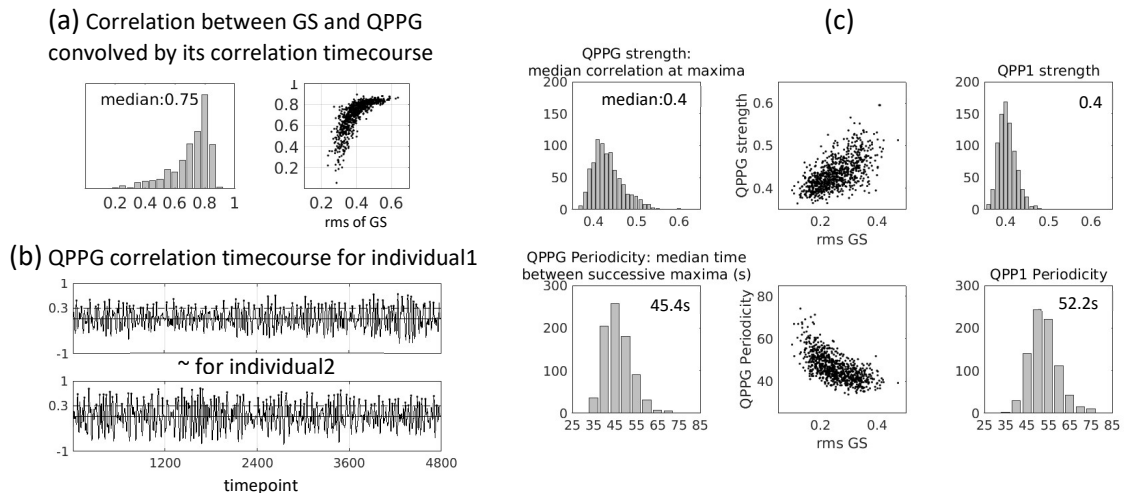 (a) Correlation between GS and QPPG
convolved by its correlation timecourse
median:0.75
0.2 0.4 0.6 0.8 1
1
0.8
0.6
0.4
0.2
0.2 0.4 0.6
rms of GS
(b) QPPG correlation timecourse for individual1
1
0.3
-1
~ for individual2
1
0.3
-1
1200 2400 3600 4800
timepoint
(c)
QPPG strength:
median correlation at maxima
median:0.4
200
150
100
50
0
0.4 0.5 0.6
QPPG strength
0.6
0.5
0.4
0.2 0.4
rms GS
QPP1 strength
0.4
200
150
100
50
0
0.4 0.5 0.6
QPPG Periodicity: median time
between successive maxima (s)
45.4s
300
200
100
0
25 35 45 55 65 75 85
QPPG Periodicity
80
60
40
0 0.2 0.4
rms GS
QPP1 Periodicity
52.2s
300
200
100
0
25 35 45 55 65 75 85